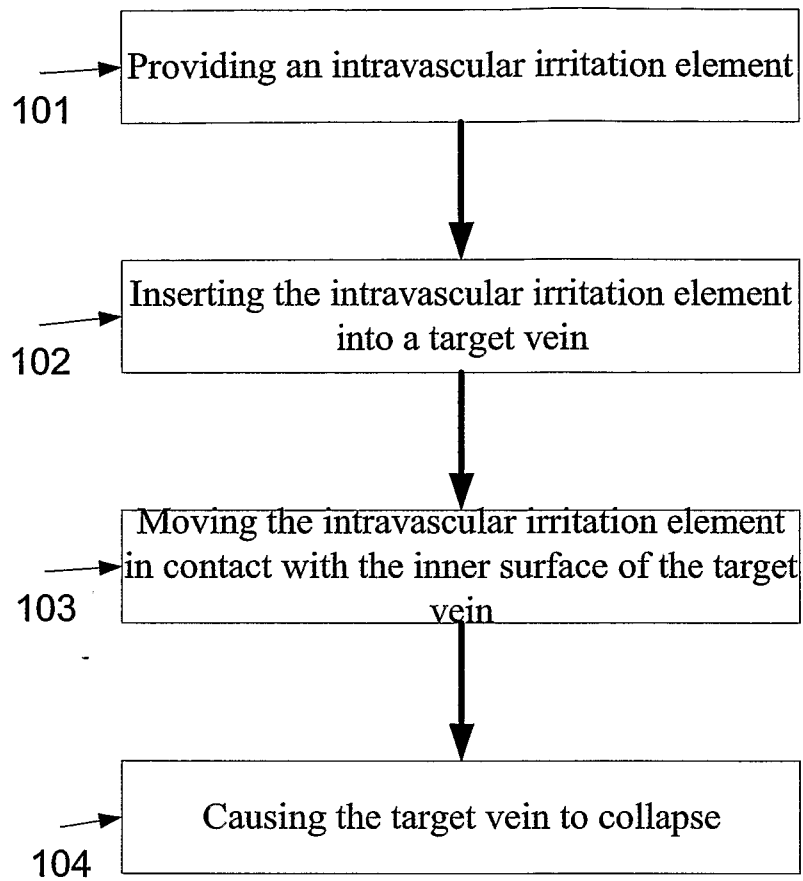 Providing an intravascular irritation element
101
Inserting the intravascular irritation element
into a target vein
102
Moving the intravascular irritation element
in contact with the inner surface of the target
vein
103
Causing the target vein to collapse
104